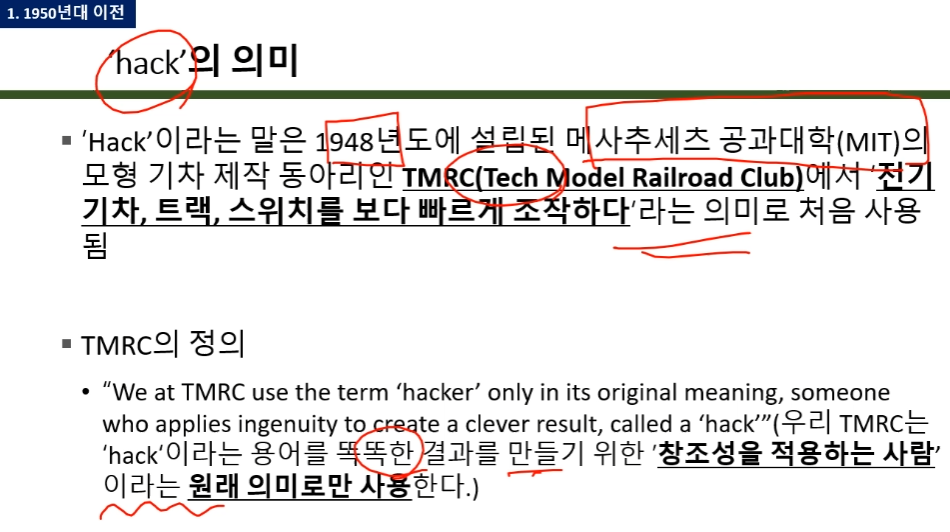 1. 1950년대 이전
'hack'의 의미
▪ 'Hack'이라는 말은 1948년도에 설립된 메사추세츠 공과대학(MIT)의
모형 기차 제작 동아리인 TMRC(Tech Model Railroad Club)에서 '전기
기차, 트랙, 스위치를 보다 빠르게 조작하다'라는 의미로 처음 사용
됨
▪ TMRC의 정의
• “We at TMRC use the term ‘hacker’ only in its original meaning, someone
who applies ingenuity to create a clever result, called a ‘hack’”(우리 TMRC는
‘hack‘이라는 용어를 똑똑한 결과를 만들기 위한 ’창조성을 적용하는 사람’
이라는 원래 의미로만 사용한다.)